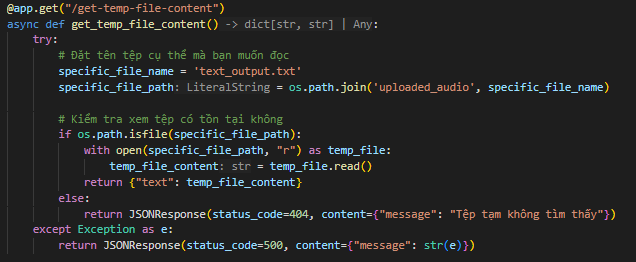 @app.get("/get-temp-file-content")
async def get_temp_file_content() -> dict[str, str] | Any:
    try:
        # Đặt tên tệp cụ thể mà bạn muốn đọc
        specific_file_name = 'text_output.txt'
        specific_file_path: LiteralString = os.path.join('uploaded_audio', specific_file_name)

        # Kiểm tra xem tệp có tồn tại không
        if os.path.isfile(specific_file_path):
            with open(specific_file_path, "r") as temp_file:
                temp_file_content: str = temp_file.read()
            return {"text": temp_file_content}
        else:
            return JSONResponse(status_code=404, content={"message": "Tệp tạm không tìm thấy"})
    except Exception as e:
        return JSONResponse(status_code=500, content={"message": str(e)})